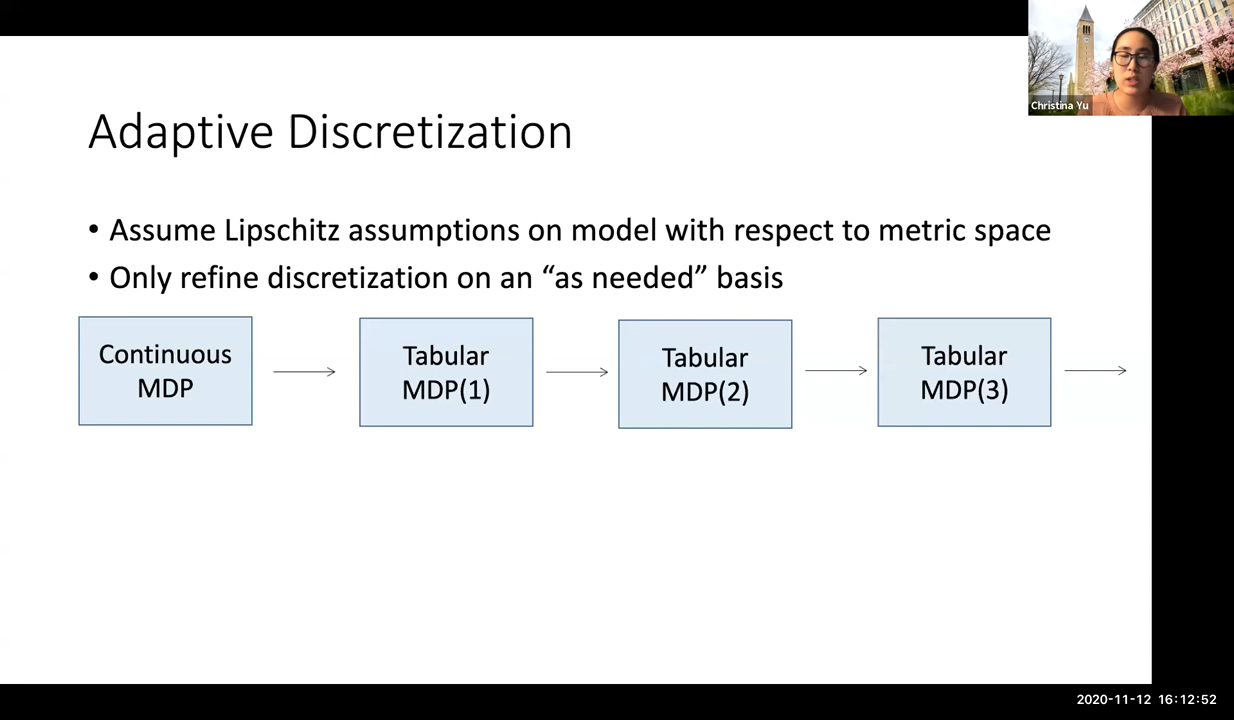 Christina Yu
Adaptive Discretization
• Assume Lipschitz assumptions on model with respect to metric space
• Only refine discretization on an “as needed” basis
Continuous
MDP
Tabular
MDP(1)
Tabular
MDP(2)
Tabular
MDP(3)
2020-11-12 16:12:52